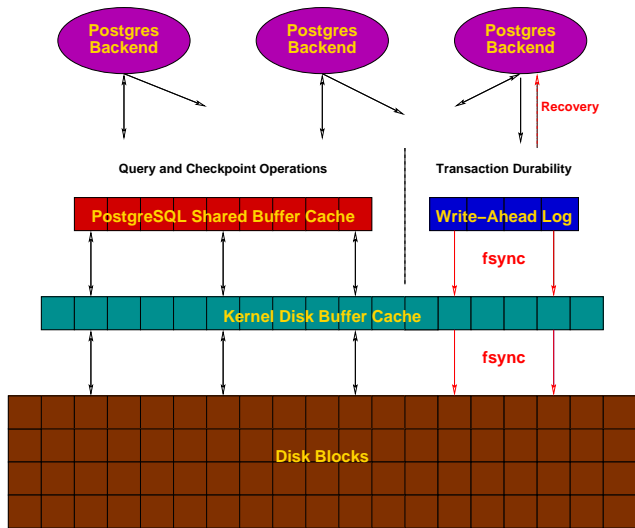 Postgres
Backend
Postgres
Backend
Postgres
Backend
Recovery
Query and Checkpoint Operations
Transaction Durability
PostgreSQL Shared Buffer Cache
Write−Ahead Log
fsync
Kernel Disk Buffer Cache
fsync
Disk Blocks